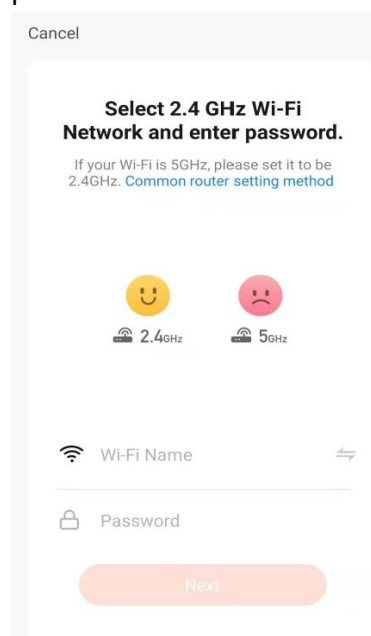 Cancel
Select 2.4 GHz Wi-Fi
Network and enter password.
If your Wi-Fi is 5GHz, please set it to be
2.4GHz. Common router setting method
2.4GHz 5GHz
Wi-Fi Name
Password
Next